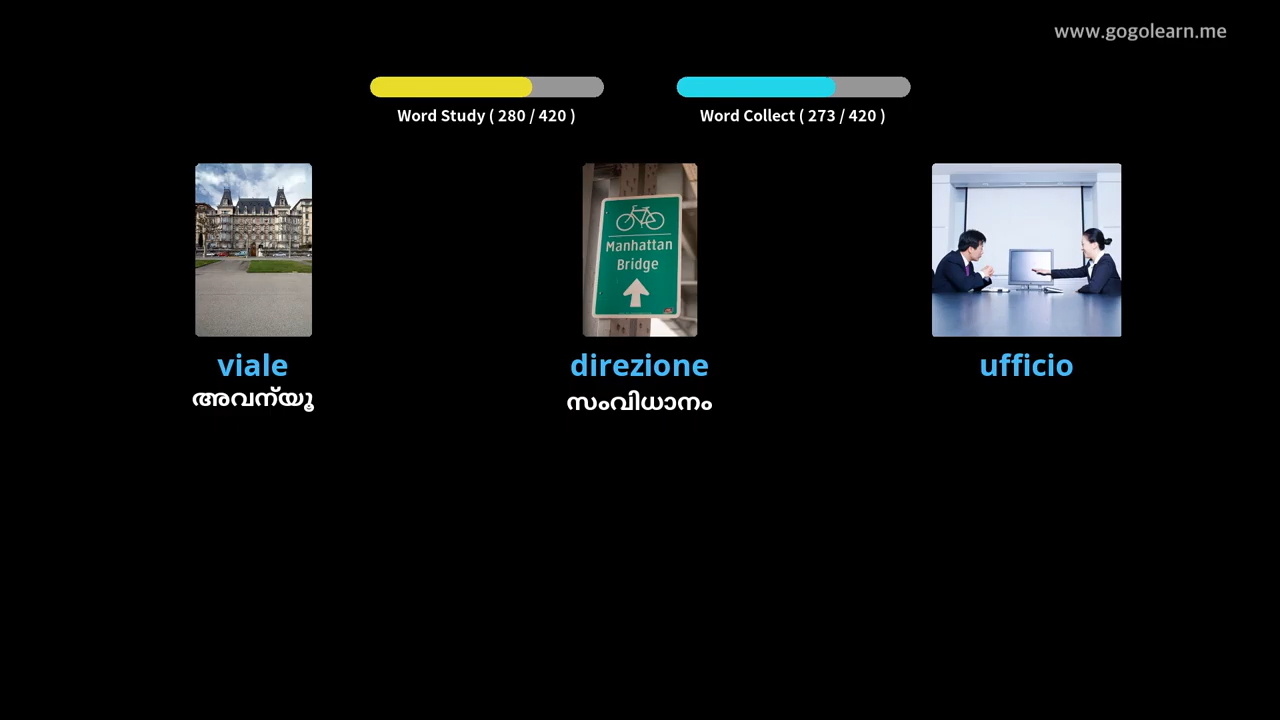 www.gogolearn.me
Word Study ( 280 / 420 )
Word Collect ( 273 / 420 )
Manhattan
Bridge
viale
direzione
ufficio
അവന്യൂ
സംവിധാനം